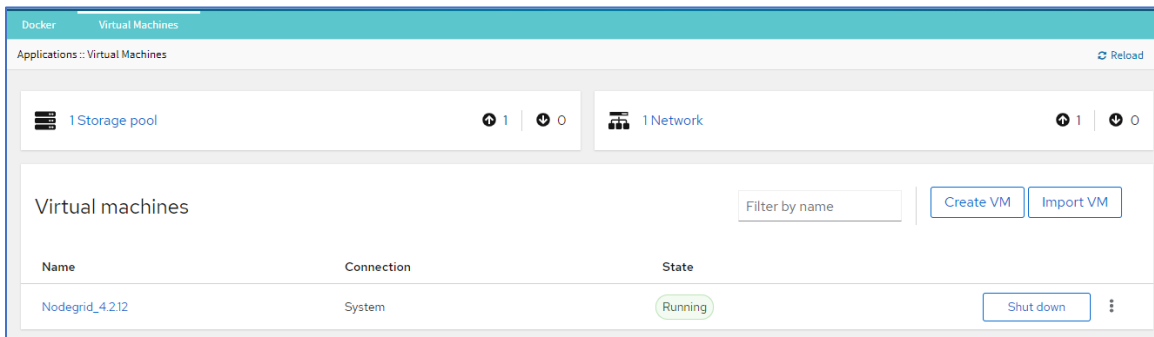 Docker Virtual Machines
Applications :: Virtual Machines Reload
1 Storage pool 1 0 1 Network 1 0
Virtual machines Filter by name Create VM Import VM
Name Connection State
Nodegrid_4.2.12 System Running Shut down